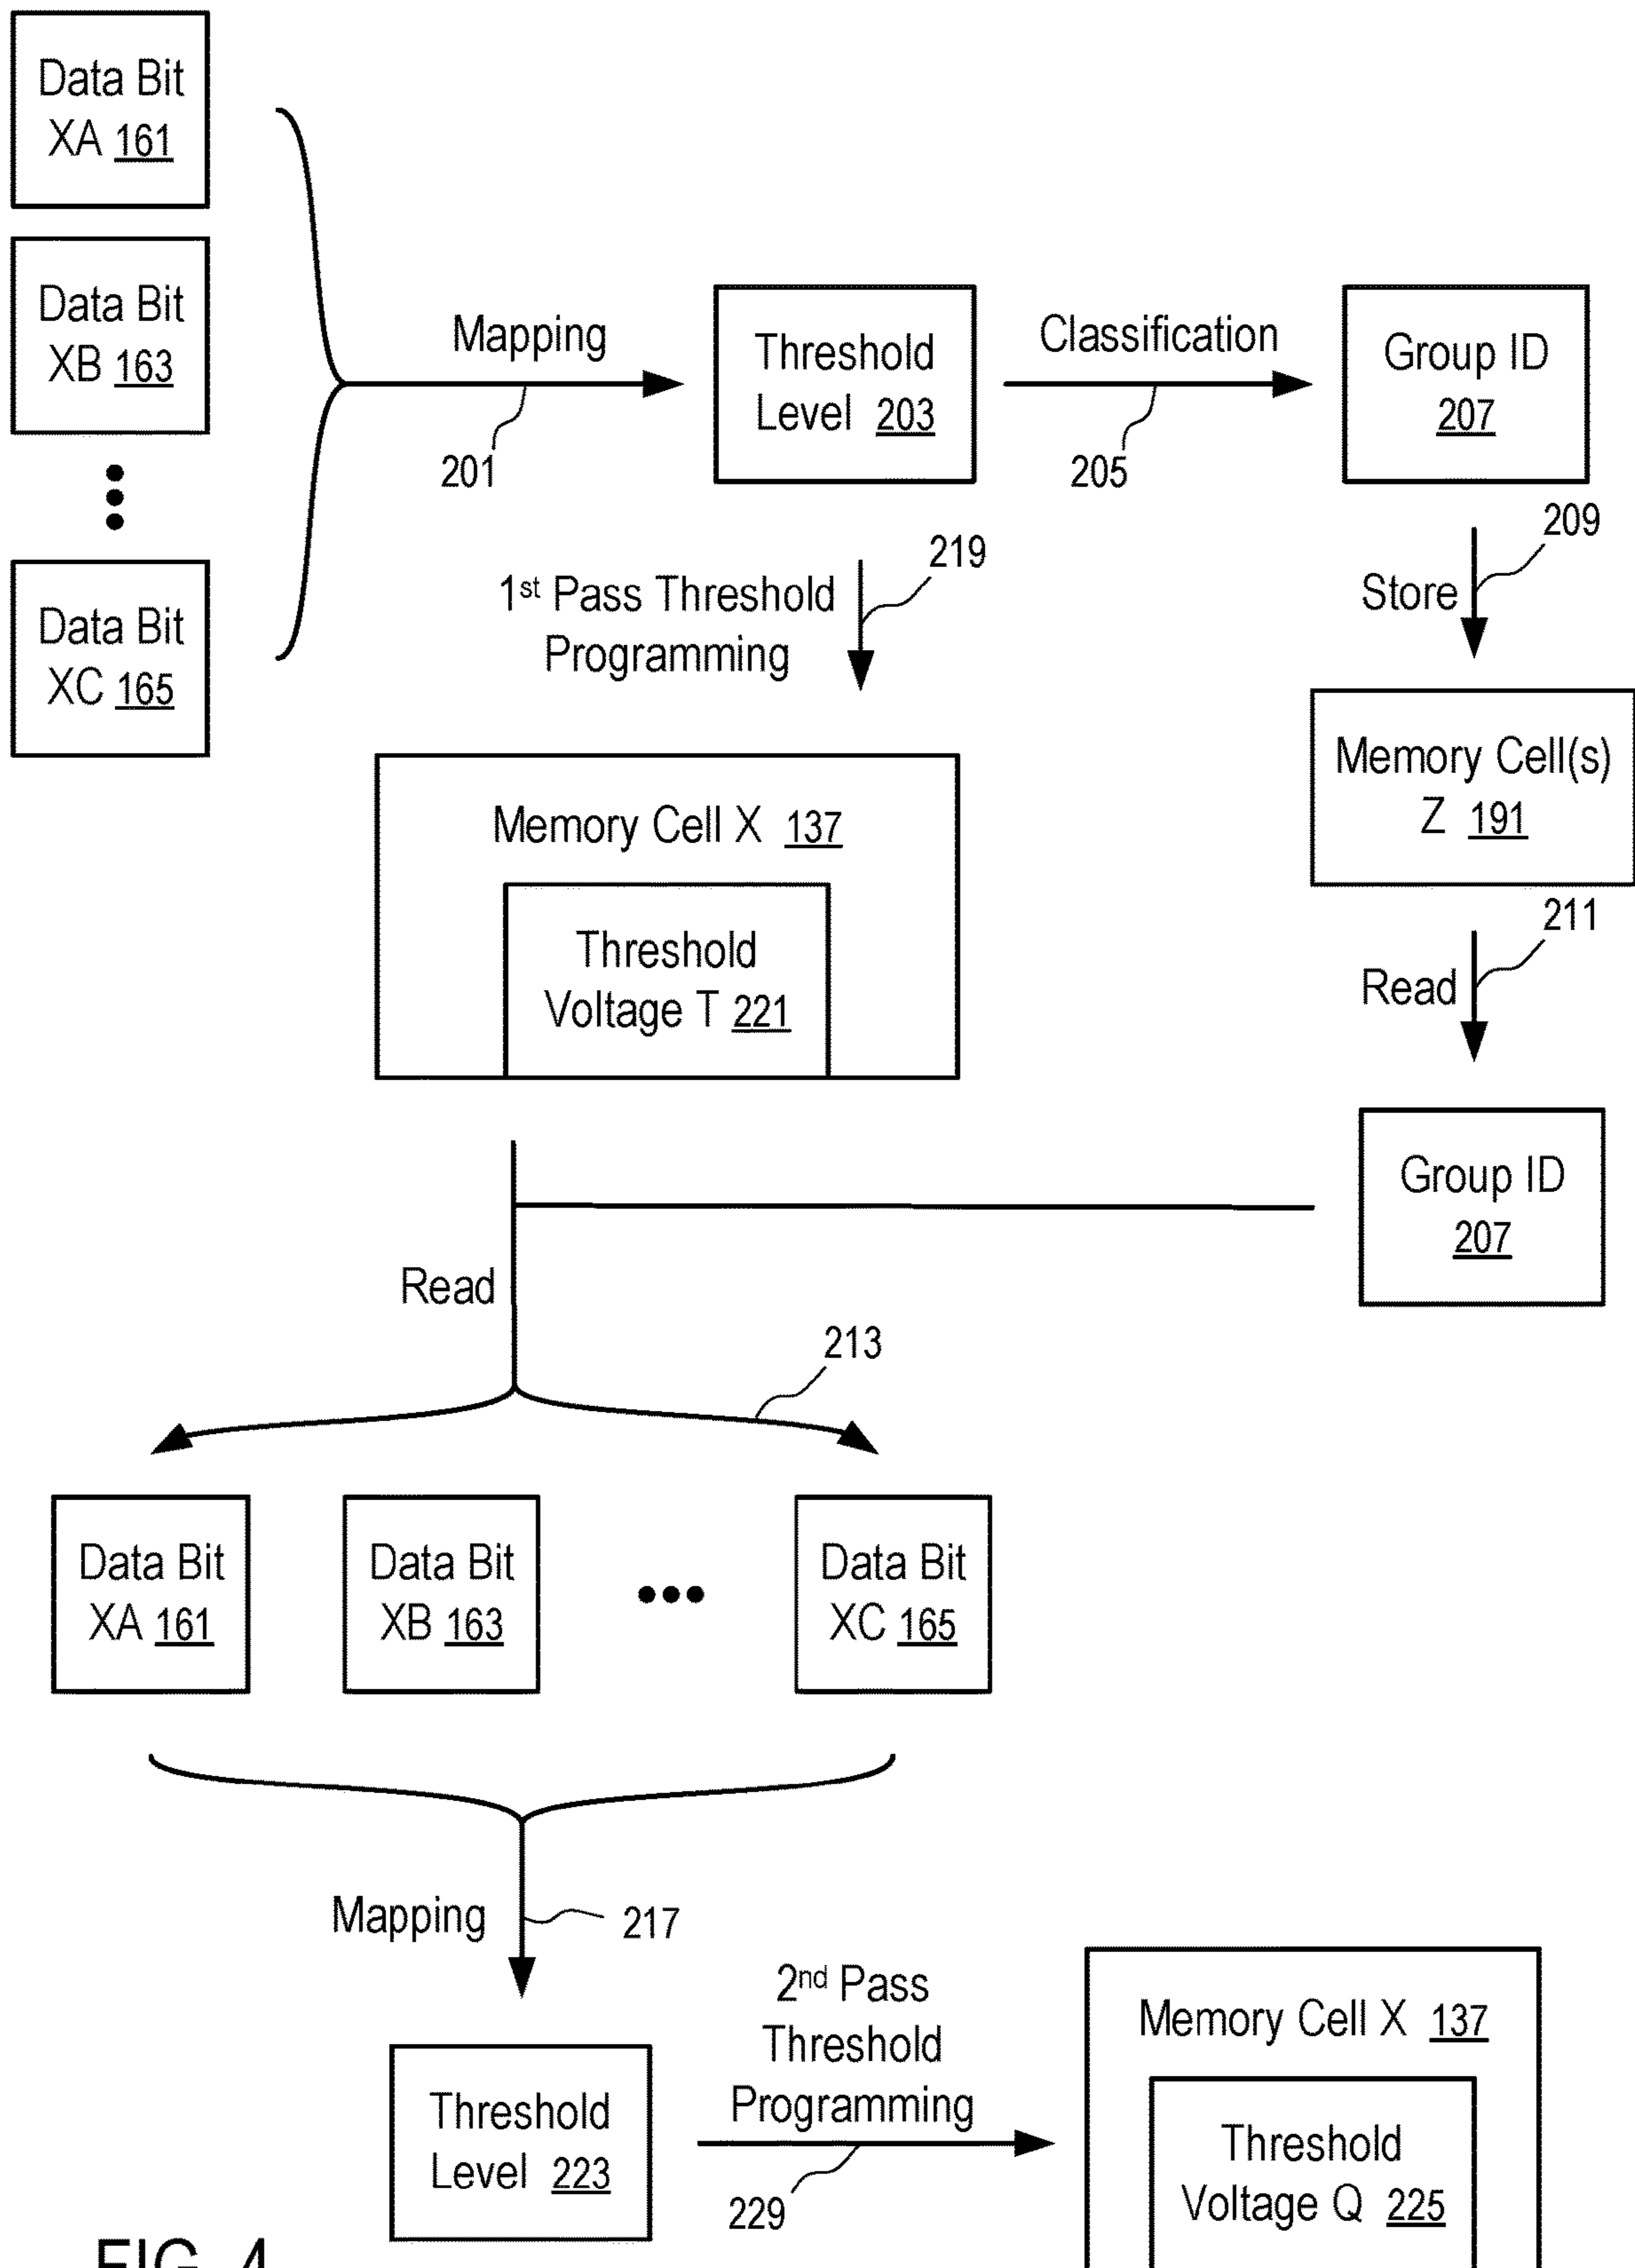 Data Bit
XA 161
Data Bit
XB 163
Data Bit
XC 165
Mapping
201
Threshold
Level 203
Classification
205
Group ID
207
209
Store
219
1st Pass Threshold
Programming
Memory Cell X 137
Threshold
Voltage T 221
Memory Cell(s)
Z 191
211
Read
Group ID
207
Read
213
Data Bit
XA 161
Data Bit
XB 163
Data Bit
XC 165
Mapping
217
Threshold
Level 223
2nd Pass
Threshold
Programming
229
Memory Cell X 137
Threshold
Voltage Q 225
FIG. 4